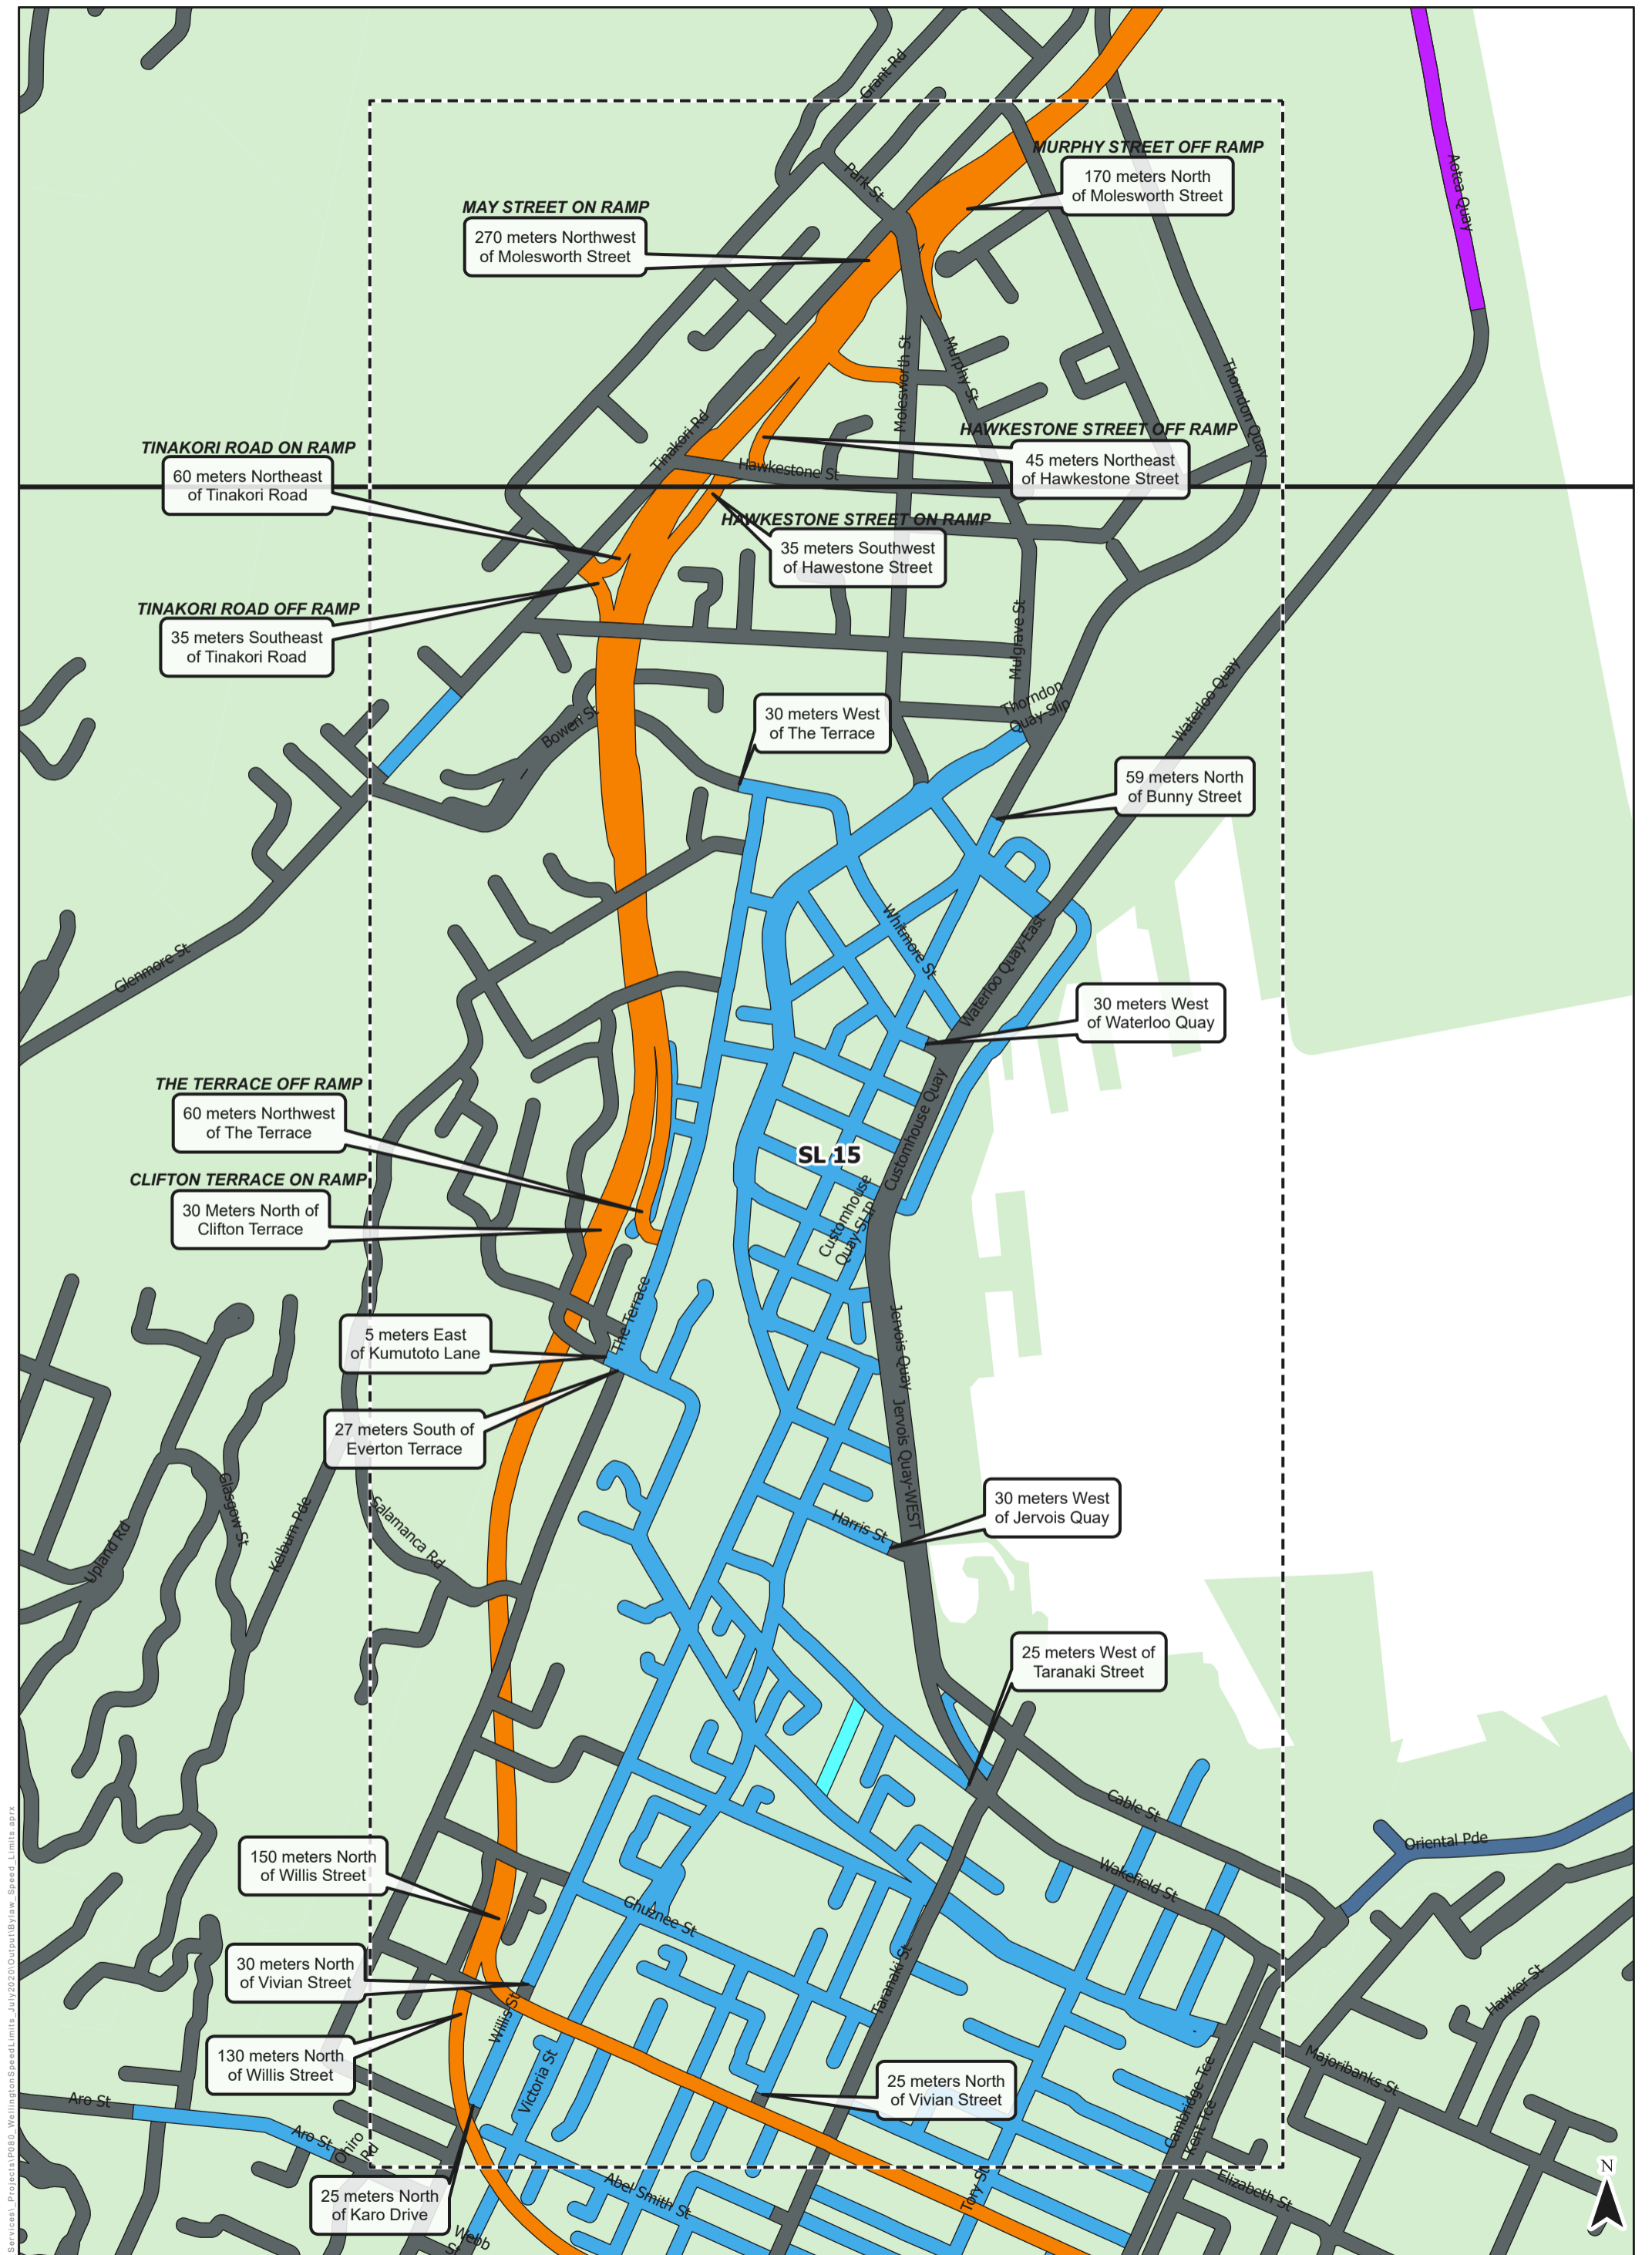 Grant Rd
Aotea Quay
MURPHY STREET OFF RAMP
170 meters North
of Molesworth Street
Park St
MAY STREET ON RAMP
270 meters Northwest
of Molesworth Street
Molesworth St
Murphy St
Thorndon Quay
Tinakori Rd
HAWKESTONE STREET OFF RAMP
45 meters Northeast
of Hawkestone Street
TINAKORI ROAD ON RAMP
60 meters Northeast
of Tinakori Road
Hawkestone St
HAWKESTONE STREET ON RAMP
35 meters Southwest
of Hawestone Street
TINAKORI ROAD OFF RAMP
35 meters Southeast
of Tinakori Road
Mulgrave St
Thorndon
Quay Slip
Waterloo Quay
Bowen St
30 meters West
of The Terrace
59 meters North
of Bunny Street
Glenmore St
Whitmore St
Waterloo Quay-East
30 meters West
of Waterloo Quay
THE TERRACE OFF RAMP
60 meters Northwest
of The Terrace
Customhouse Quay
SL 15
CLIFTON TERRACE ON RAMP
30 Meters North of
Clifton Terrace
Customhouse
Quay SLIP
The Terrace
5 meters East
of Kumutoto Lane
Jervois Quay
27 meters South of
Everton Terrace
Jervois Quay-WEST
Glasgow St
Upland Rd
Kelburn Pde
Salamanca Rd
30 meters West
of Jervois Quay
Harris St
25 meters West of
Taranaki Street
Cable St
Oriental Pde
150 meters North
of Willis Street
Wakefield St
Ghuznee St
30 meters North
of Vivian Street
Taranaki St
Hawker St
Willis St
130 meters North
of Willis Street
Victoria St
25 meters North
of Vivian Street
Majoribanks St
Cambridge Tce
Kent Tce
Aro St
Aro St
Ohiro
Rd
25 meters North
of Karo Drive
Abel Smith St
Tory St
Elizabeth St
Webb
S
N
Services\_Projects\P080_WellingtonSpeedLimits_July2020\Output\Bylaw_Speed_Limits.aprx